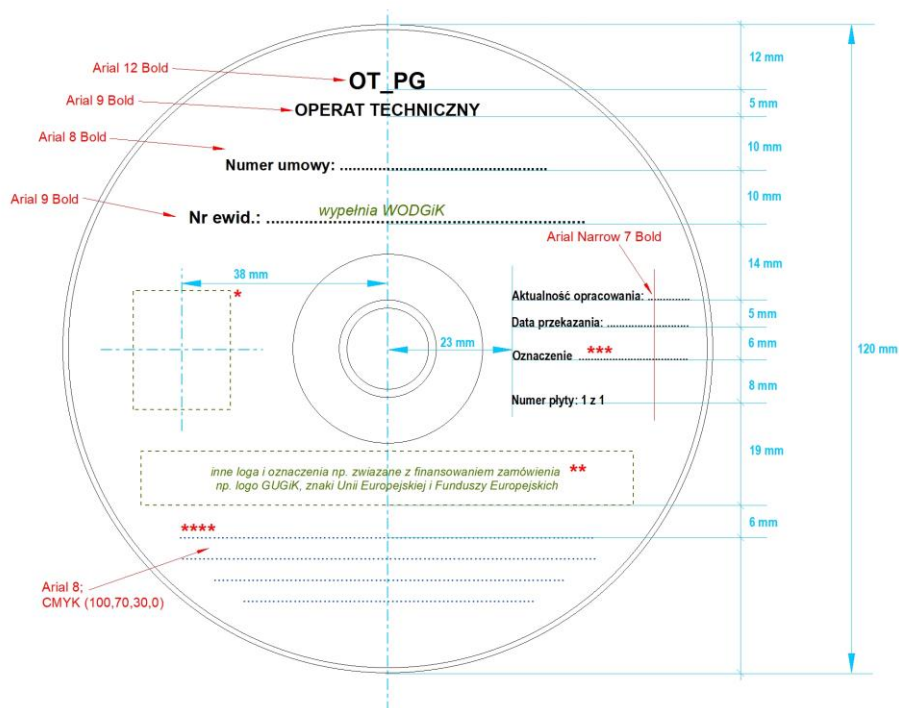 12 mm
Arial 12 Bold
OT_PG
Arial 9 Bold
OPERAT TECHNICZNY
5 mm
Arial 8 Bold
10 mm
Numer umowy: ..........................................
Arial 9 Bold
10 mm
Nr ewid.: ..........................................
wypełnia WODGiK
Arial Narrow 7 Bold
14 mm
38 mm
*
Aktualność opracowania: ............
5 mm
Data przekazania: ........................
23 mm
6 mm
120 mm
Oznaczenie *** ........................
8 mm
Numer płyty: 1 z 1
19 mm
inne loga i oznaczenia np. zwiazane z finansowaniem zamówienia **
np. logo GUGiK, znaki Unii Europejskiej i Funduszy Europejskich
6 mm
****
Arial 8;
CMYK (100,70,30,0)